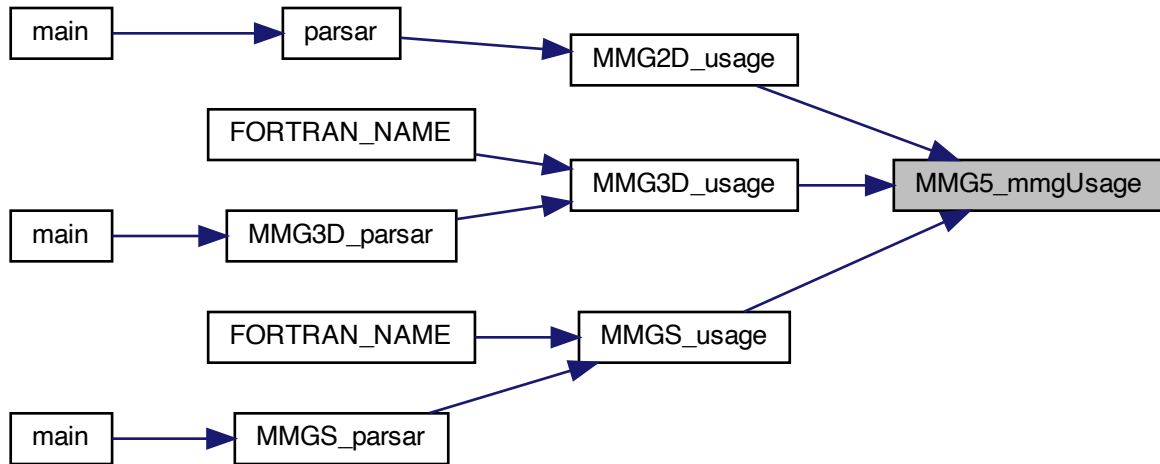 main
parsar
MMG2D_usage
FORTRAN_NAME
MMG3D_usage
MMG5_mmgUsage
main
MMG3D_parsar
FORTRAN_NAME
MMGS_usage
main
MMGS_parsar